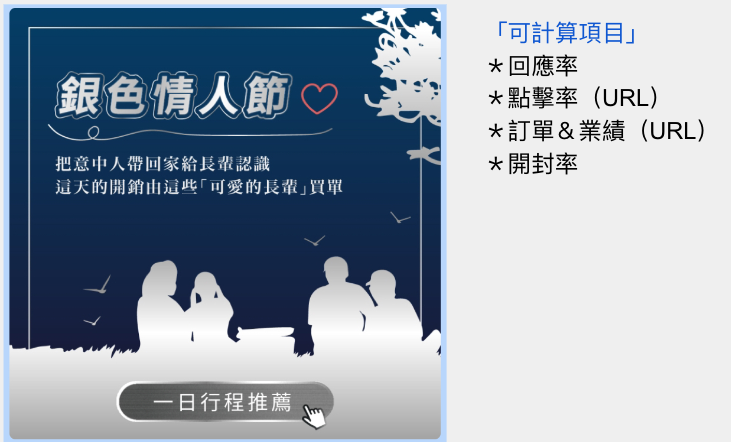 銀色情人節
把意中人帶回家給長輩認識
這天的開銷由這些「可愛的長輩」買單
一日行程推薦
「可計算項目」
＊回應率
＊點擊率（URL）
＊訂單＆業績（URL）
＊開封率